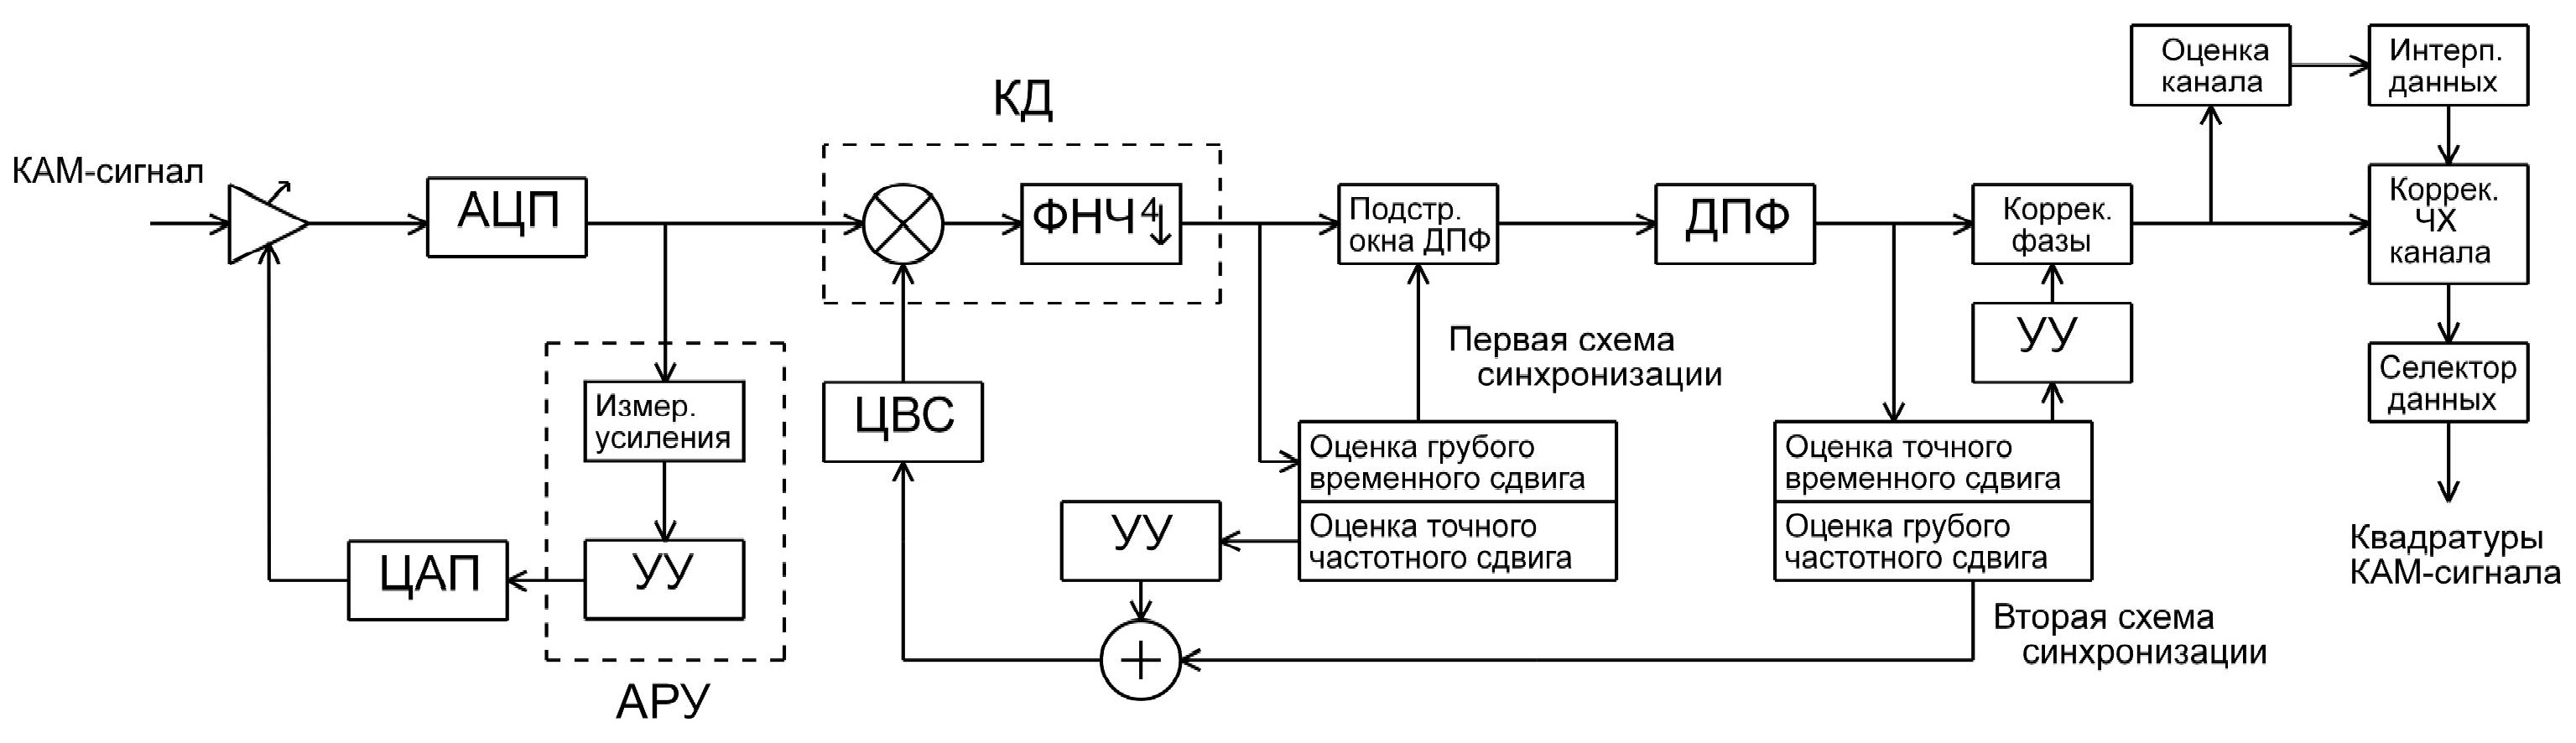 КАМ-сигнал
АЦП
Измер.
усиления
УУ
ЦАП
АРУ
КД
ФНЧ 4↓
ЦВС
Подстр.
окна ДПФ
Первая схема
синхронизации
Оценка грубого
временного сдвига
Оценка точного
частотного сдвига
УУ
+
ДПФ
Коррек.
фазы
УУ
Оценка точного
временного сдвига
Оценка грубого
частотного сдвига
Вторая схема
синхронизации
Оценка
канала
Интерп.
данных
Коррек.
ЧХ
канала
Селектор
данных
Квадратуры
КАМ-сигнала